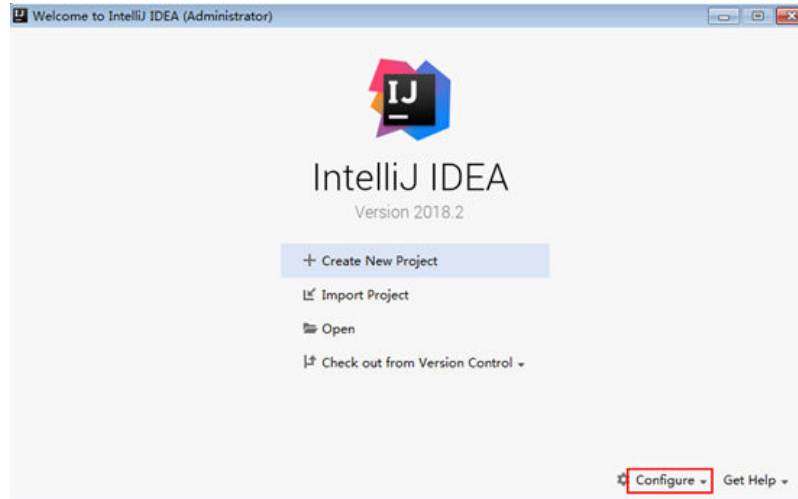 Welcome to IntelliJ IDEA (Administrator)
IJ
IntelliJ IDEA
Version 2018.2
Create New Project
Import Project
Open
Check out from Version Control
Configure Get Help